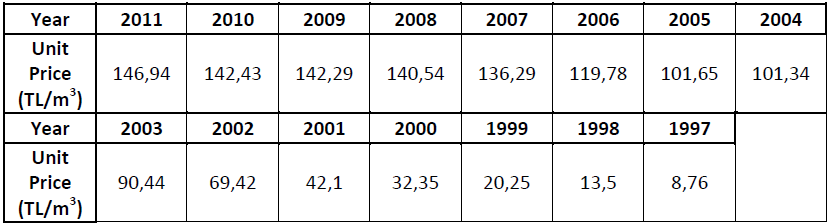 Year 2011 2010 2009 2008 2007 2006 2005 2004
Unit
Price
(TL/m³)
146,94 142,43 142,29 140,54 136,29 119,78 101,65 101,34
Year 2003 2002 2001 2000 1999 1998 1997
Unit
Price
(TL/m³)
90,44 69,42 42,1 32,35 20,25 13,5 8,76